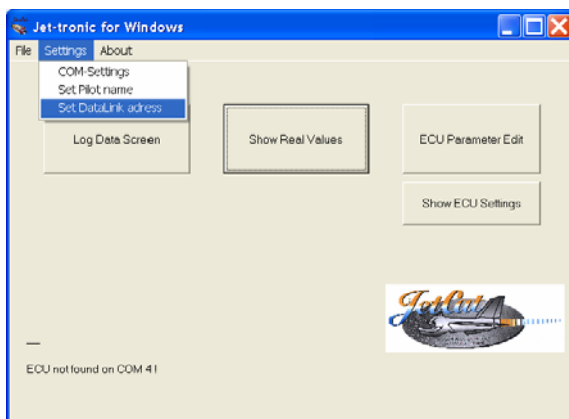 Jet-tronic for Windows
File Settings About
COM-Settings
Set Pilot name
Set DataLink adress
Log Data Screen
Show Real Values
ECU Parameter Edit
Show ECU Settings
JetCat
ECU not found on COM 4!